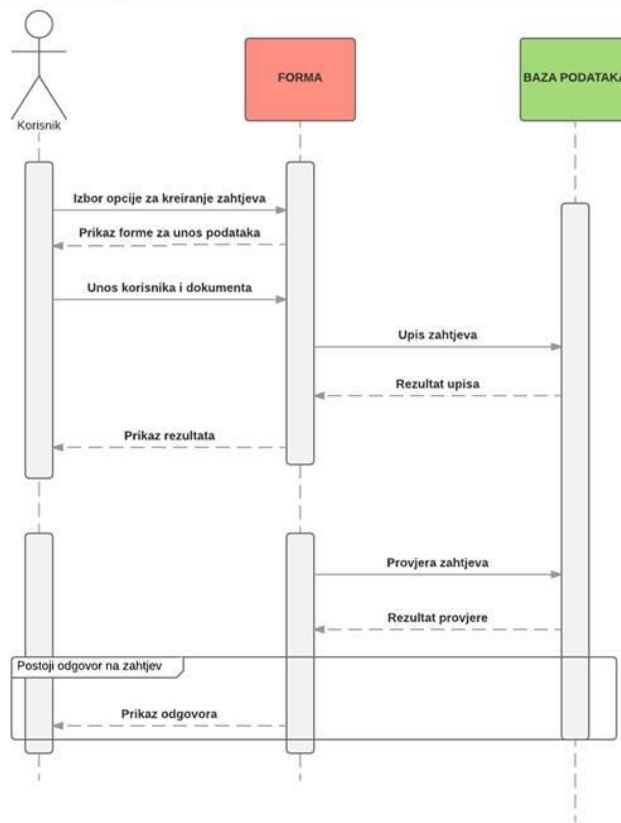 FORMA
BAZA PODATAKA
Korisnik
Izbor opcije za kreiranje zahtjeva
Prikaz forme za unos podataka
Unos korisnika i dokumenta
Upis zahtjeva
Rezultat upisa
Prikaz rezultata
Provjera zahtjeva
Rezultat provjere
Postoji odgovor na zahtjev
Prikaz odgovora